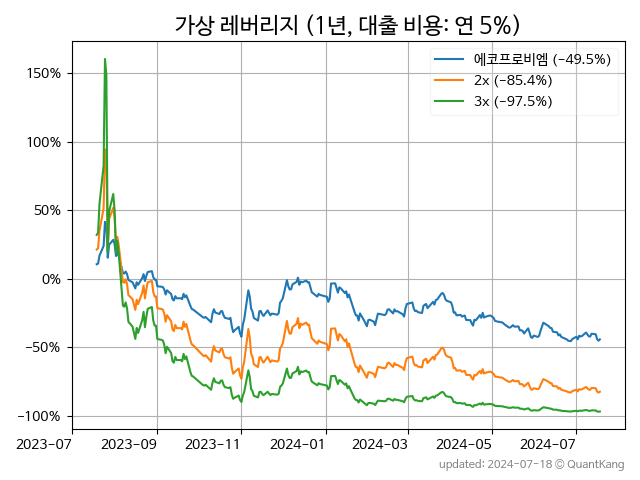 가상 레버리지 (1년, 대출 비용: 연 5%)
에코프로비엠 (−49.5%)
2x (−85.4%)
3x (−97.5%)
150%
100%
50%
0%
−50%
−100%
2023−07 2023−09 2023−11 2024−01 2024−03 2024−05 2024−07
updated: 2024-07-18 © QuantKang